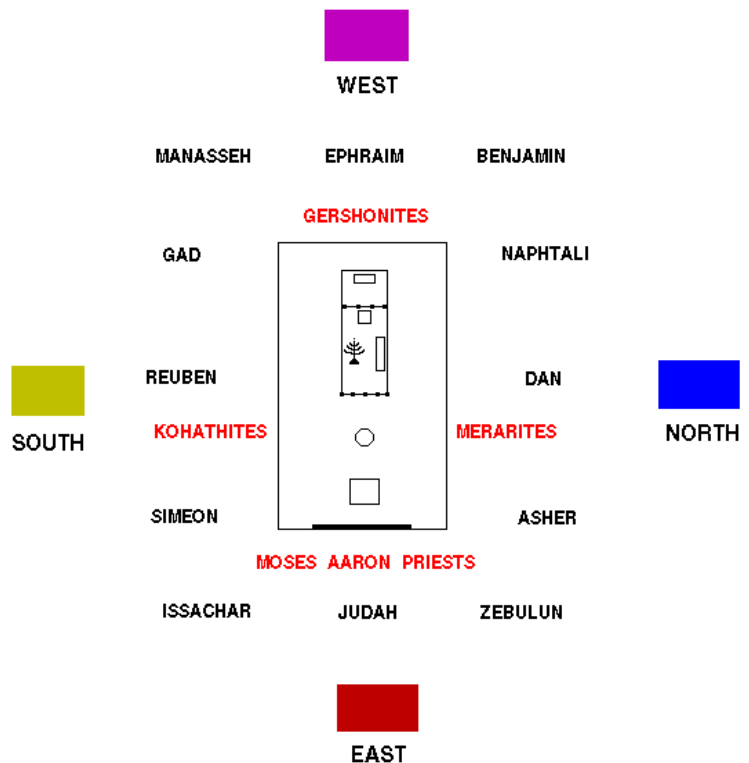 WEST
MANASSEH EPHRAIM BENJAMIN
GERSHONITES
GAD NAPHTALI
REUBEN DAN
KOHATHITES MERARITES
SOUTH NORTH
SIMEON ASHER
MOSES AARON PRIESTS
ISSACHAR JUDAH ZEBULUN
EAST